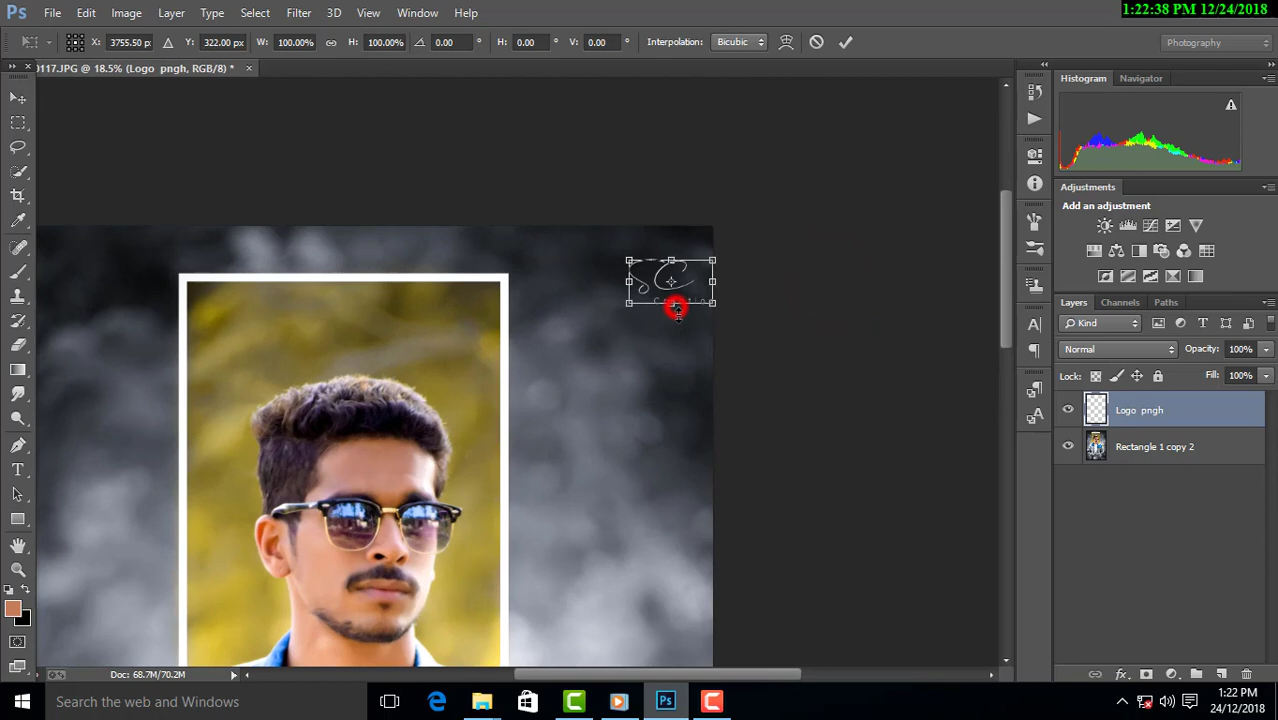 1:22:38 PM 12/24/2018
Ps File Edit Image Layer Type Select Filter 3D View Window Help
X: 3755.50 px Y: 322.00 px W: 100.00% H: 100.00% 0.00 ° H: 0.00 ° V: 0.00 ° Interpolation: Bicubic Photography
0117.JPG @ 18.5% (Logo pngh, RGB/8) * ×
Histogram Navigator
Adjustments
Add an adjustment
Layers Channels Paths
Kind
Normal Opacity: 100%
Lock: Fill: 100%
Logo pngh
Rectangle 1 copy 2
Doc: 68.7M/70.2M
Search the web and Windows
1:22 PM
24/12/2018